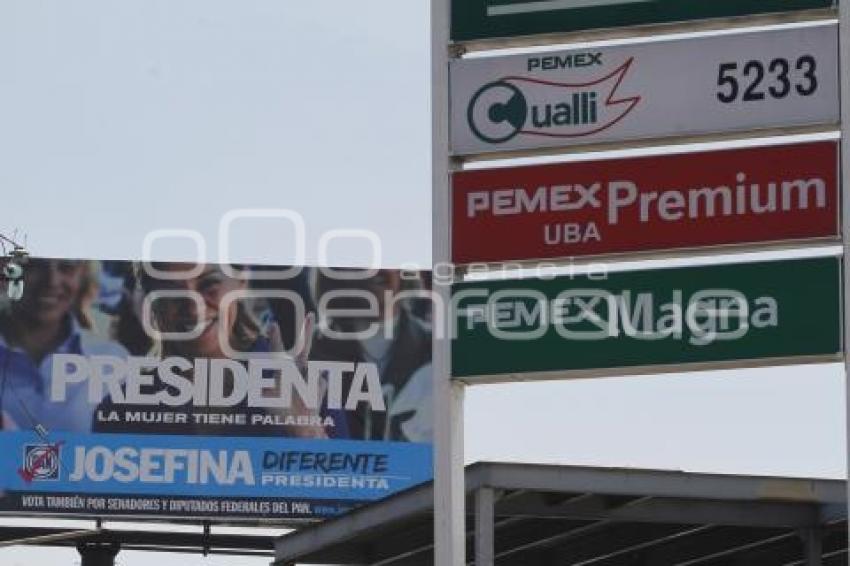 PEMEX
Cualli
5233
PEMEX Premium
UBA
PEMEX Magna
agencia
enfoque
PRESIDENTA
LA MUJER TIENE PALABRA
JOSEFINA DIFERENTE
PRESIDENTA
VOTA TAMBIÉN POR SENADORES Y DIPUTADOS FEDERALES DEL PAN.